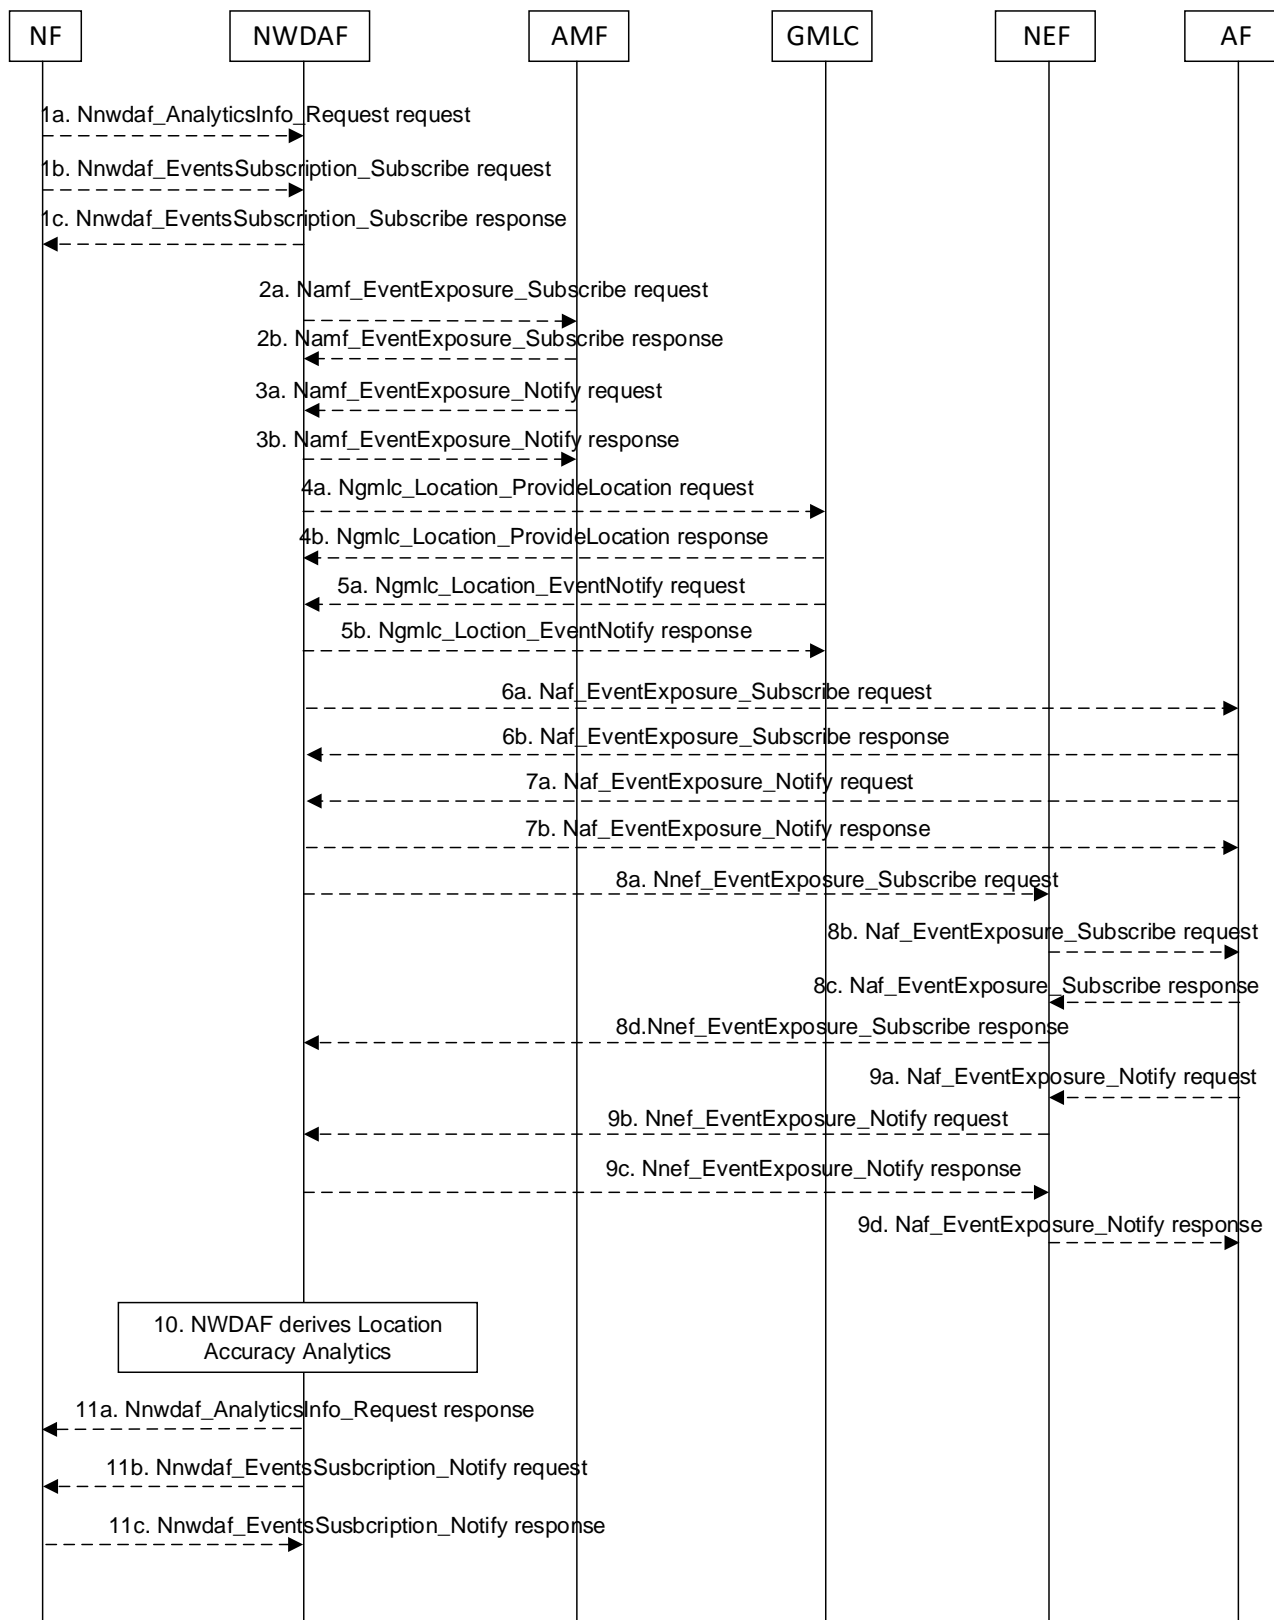 NF
NWDAF
AMF
GMLC
NEF
AF
1a. Nnwdaf_AnalyticsInfo_Request request
1b. Nnwdaf_EventsSubscription_Subscribe request
1c. Nnwdaf_EventsSubscription_Subscribe response
2a. Namf_EventExposure_Subscribe request
2b. Namf_EventExposure_Subscribe response
3a. Namf_EventExposure_Notify request
3b. Namf_EventExposure_Notify response
4a. Ngmlc_Location_ProvideLocation request
4b. Ngmlc_Location_ProvideLocation response
5a. Ngmlc_Location_EventNotify request
5b. Ngmlc_Loction_EventNotify response
6a. Naf_EventExposure_Subscribe request
6b. Naf_EventExposure_Subscribe response
7a. Naf_EventExposure_Notify request
7b. Naf_EventExposure_Notify response
8a. Nnef_EventExposure_Subscribe request
8b. Naf_EventExposure_Subscribe request
8c. Naf_EventExposure_Subscribe response
8d.Nnef_EventExposure_Subscribe response
9a. Naf_EventExposure_Notify request
9b. Nnef_EventExposure_Notify request
9c. Nnef_EventExposure_Notify response
9d. Naf_EventExposure_Notify response
10. NWDAF derives Location
Accuracy Analytics
11a. Nnwdaf_AnalyticsInfo_Request response
11b. Nnwdaf_EventsSusbcription_Notify request
11c. Nnwdaf_EventsSusbcription_Notify response